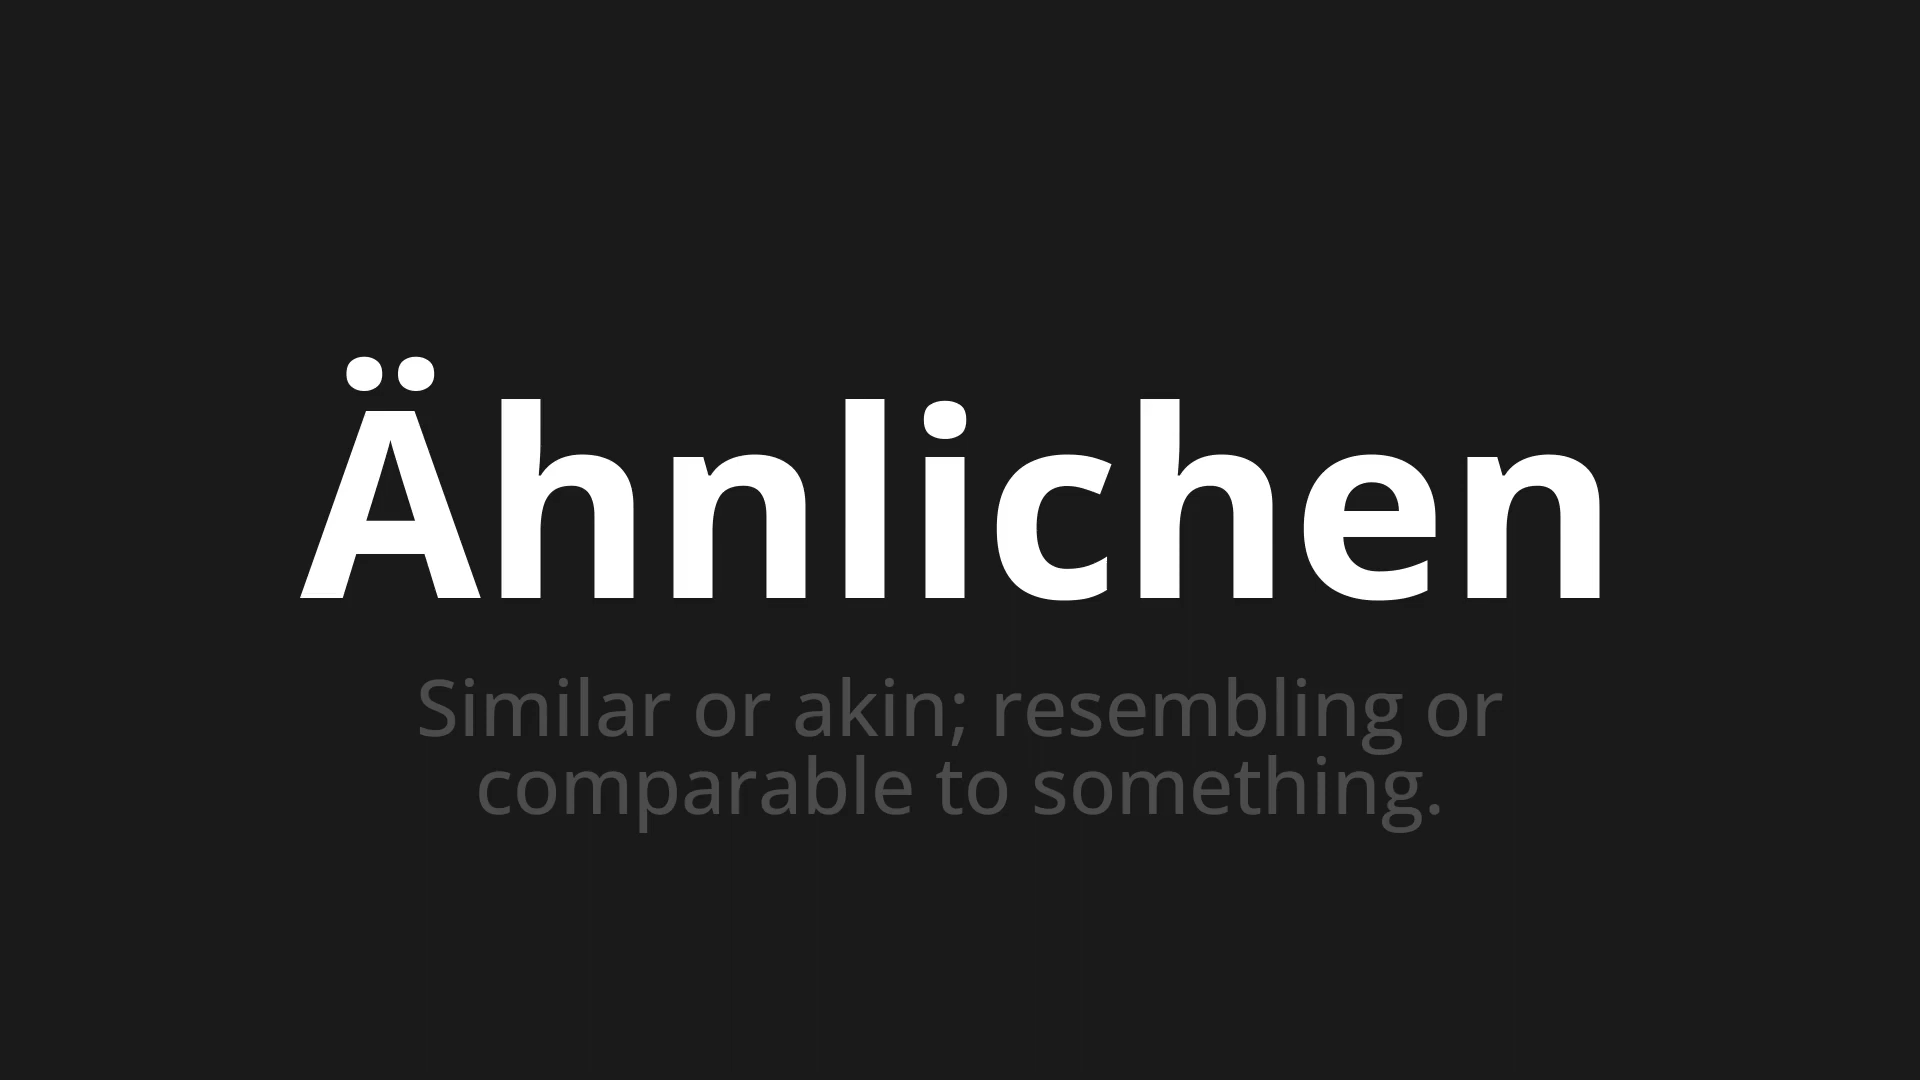 Ähnlichen
Similar or akin; resembling or
comparable to something.